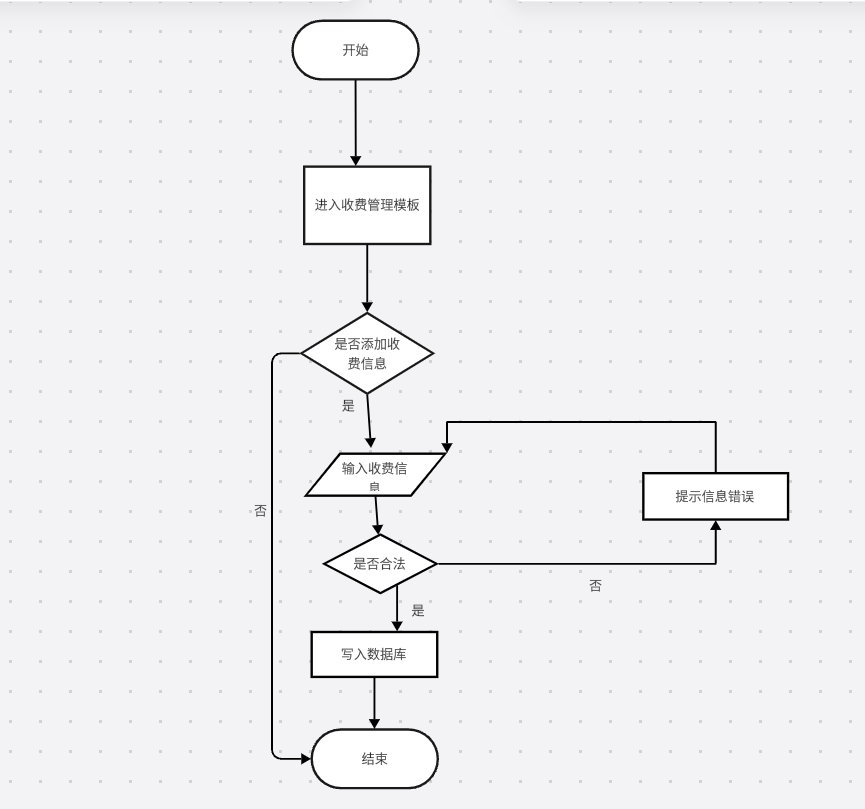 开始
进入收费管理模板
是否添加收
费信息
是
输入收费信
息
提示信息错误
否
是否合法
否
是
写入数据库
结束